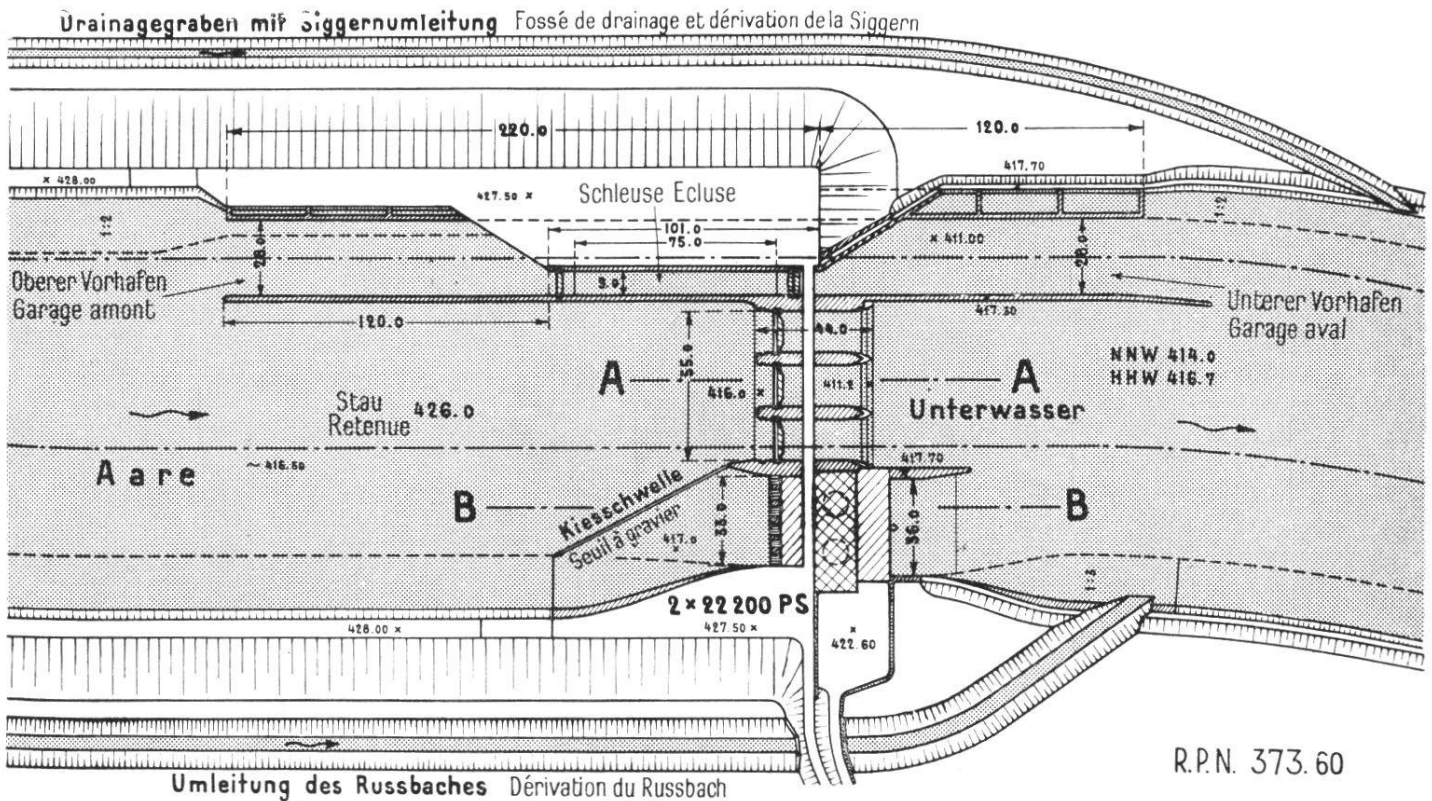 Drainagegraben mit Siggernumleitung Fossé de drainage et dérivation de la Siggern
220.0
120.0
417.70
× 428.00
427.50 ×
Schleuse Ecluse
1:2
1:2
101.0
75.0
× 411.00
28.0
28.0
9.0
Oberer Vorhafen
Garage amont
Unterer Vorhafen
Garage aval
417.30
120.0
44.0
55.0
NNW 414.0
HHW 416.7
A
A
416.0 ×
411.2 ×
Stau
Retenue
426.0
Unterwasser
Aare
~ 416.50
417.70
B
B
Kiesschwelle
Seuil à gravier
417.0
×
33.0
36.0
1:3
2 × 22 200 PS
428.00 ×
427.50 ×
×
422.60
R.P.N. 373.60
Umleitung des Russbaches Dérivation du Russbach